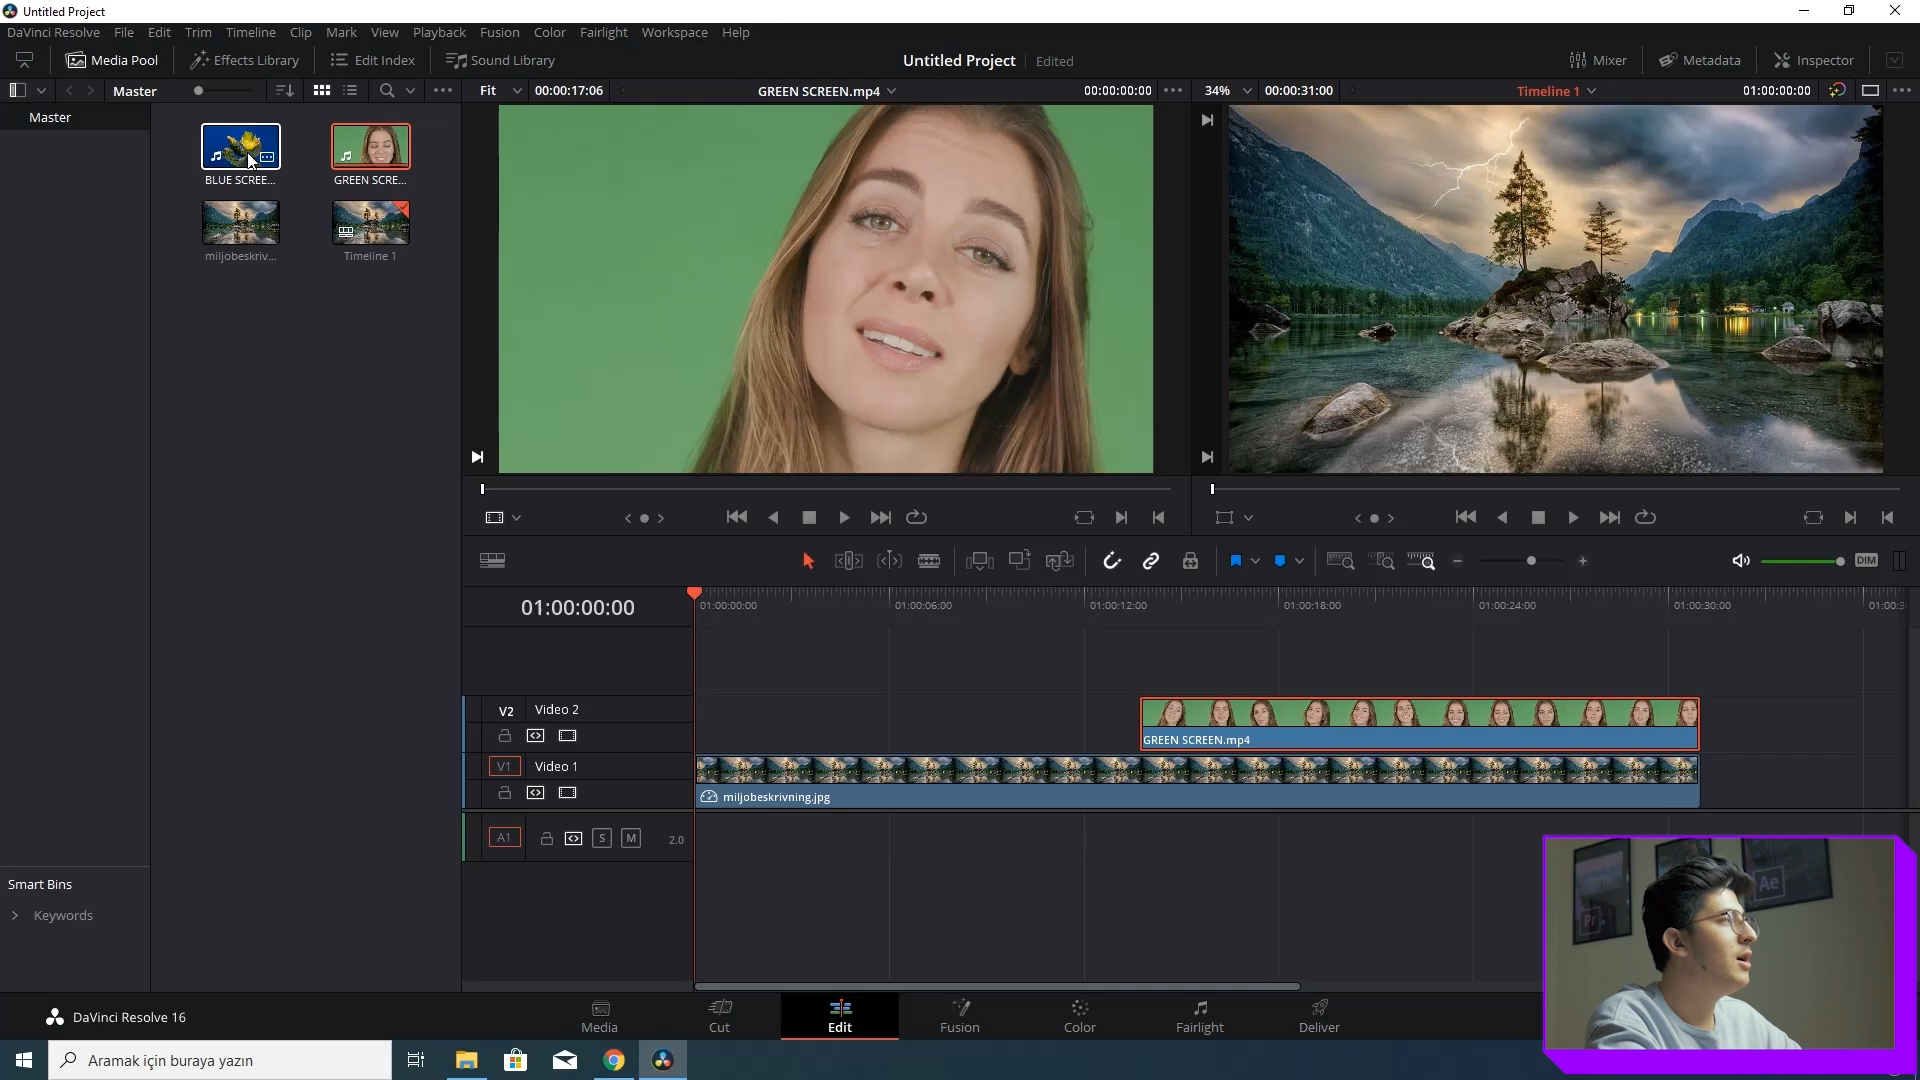 Untitled Project
DaVinci Resolve File Edit Trim Timeline Clip Mark View Playback Fusion Color Fairlight Workspace Help
Media Pool Effects Library Edit Index Sound Library Untitled Project Edited Mixer Metadata Inspector
Master Fit 00:00:17:06 GREEN SCREEN.mp4 00:00:00:00 34% 00:00:31:00 Timeline 1 01:00:00:00
Master
BLUE SCREE... GREEN SCRE...
miljobeskriv... Timeline 1
DIM
01:00:00:00
01:00:00:00 01:00:06:00 01:00:12:00 01:00:18:00 01:00:24:00 01:00:30:00
V2 Video 2
GREEN SCREEN.mp4
V1 Video 1
miljobeskrivning.jpg
A1 S M 2.0
Smart Bins
Keywords
Pr
Ae
DaVinci Resolve 16
Media Cut Edit Fusion Color Fairlight Deliver
Aramak için buraya yazın